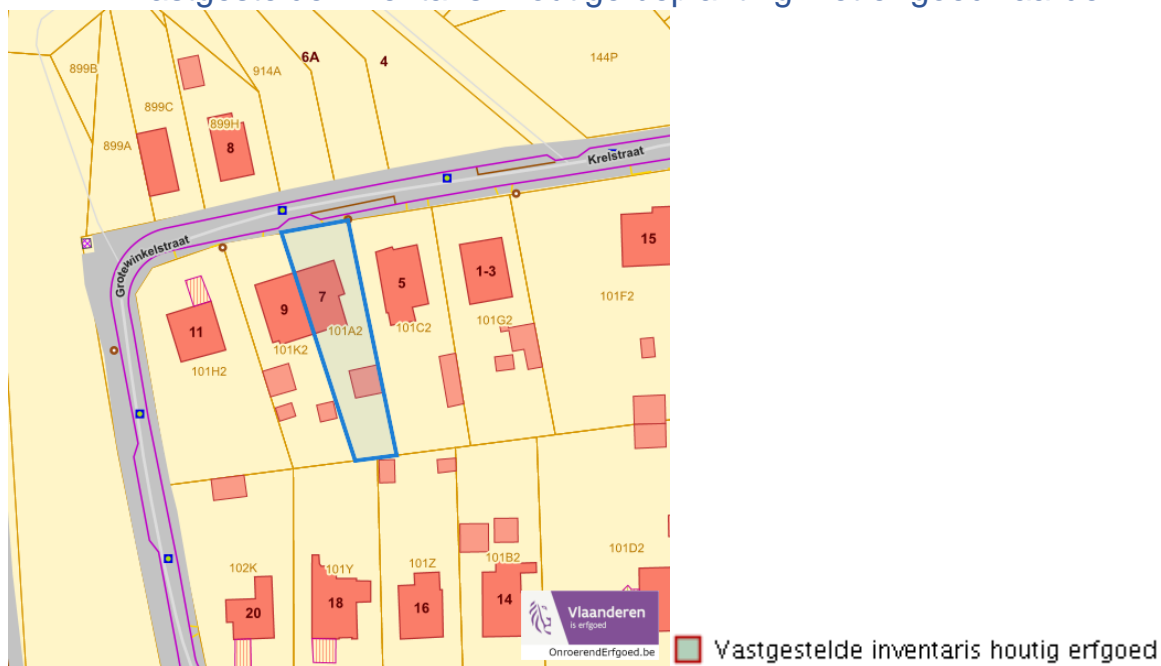 899B
6A
4
144P
914A
899C
899H
8
899A
Krelstraat
Grotewinkelstraat
15
7
5
1-3
9
101F2
11
101A2
101C2
101G2
101K2
101H2
101D2
102K
101Y
101Z
101B2
20
18
16
14
Vlaanderen
is erfgoed
OnroerendErfgoed.be
Vastgestelde inventaris houtig erfgoed